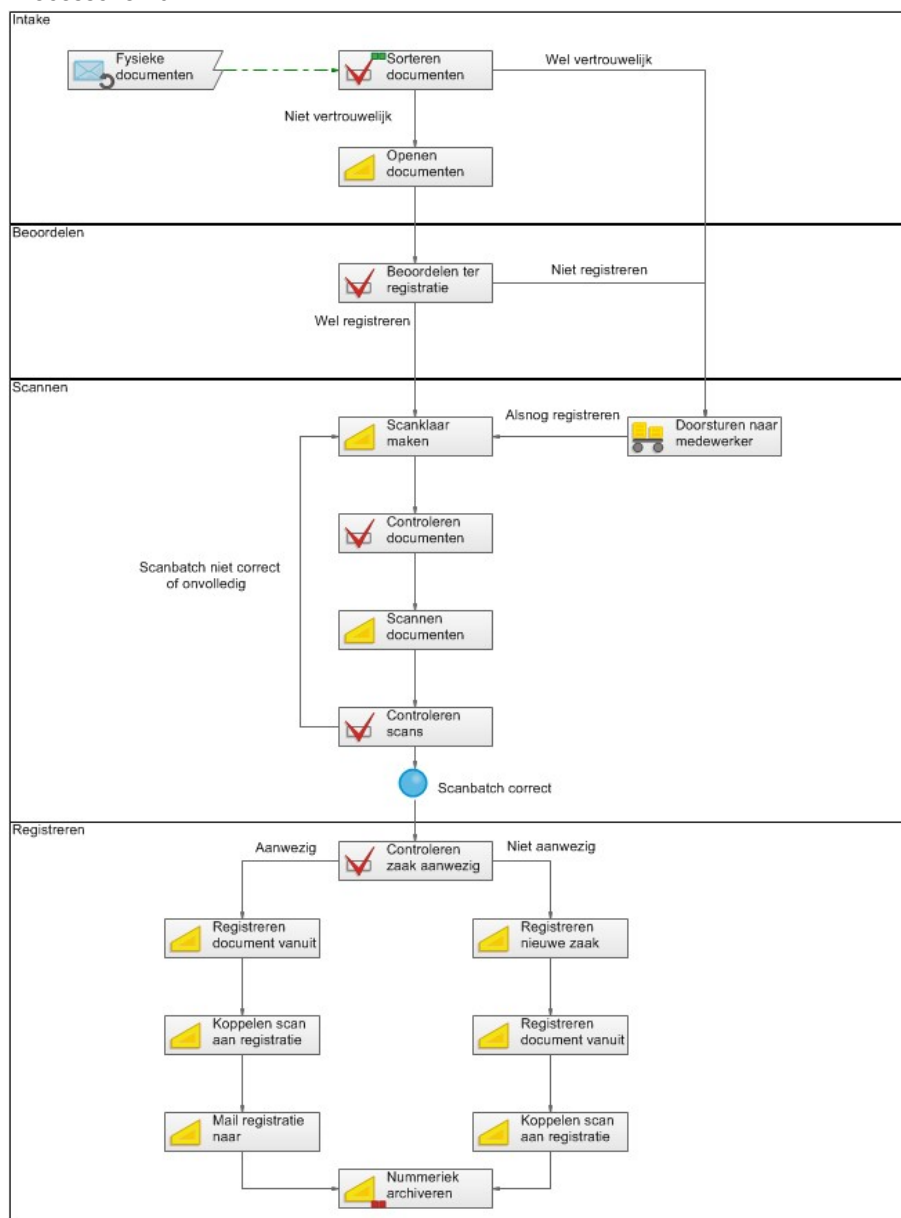 Intake
Fysieke
documenten
Sorteren
documenten
Wel vertrouwelijk
Niet vertrouwelijk
Openen
documenten
Beoordelen
Beoordelen ter
registratie
Niet registreren
Wel registreren
Scannen
Scanklaar
maken
Alsnog registreren
Doorsturen naar
medewerker
Controleren
documenten
Scanbatch niet correct
of onvolledig
Scannen
documenten
Controleren
scans
Scanbatch correct
Registreren
Aanwezig
Controleren
zaak aanwezig
Niet aanwezig
Registreren
document vanuit
Registreren
nieuwe zaak
Koppelen scan
aan registratie
Registreren
document vanuit
Mail registratie
naar
Koppelen scan
aan registratie
Nummeriek
archiveren